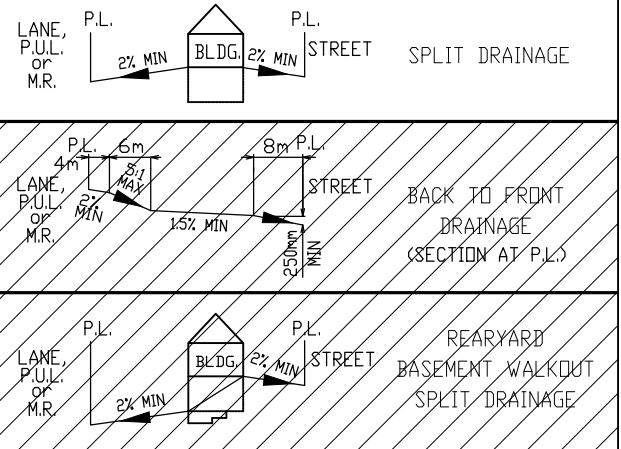 P.L.
P.L.
LANE,
P.U.L.
or
M.R.
2% MIN
BLDG.
2% MIN
STREET
SPLIT DRAINAGE
P.L.
6m
8m
P.L.
4m
5:1
MAX
LANE,
P.U.L.
or
M.R.
2%
MIN
1.5% MIN
STREET
250mm
MIN
BACK TO FRONT
DRAINAGE
(SECTION AT P.L.)
P.L.
P.L.
LANE,
P.U.L.
or
M.R.
2% MIN
BLDG.
2% MIN
STREET
REARYARD
BASEMENT WALKOUT
SPLIT DRAINAGE